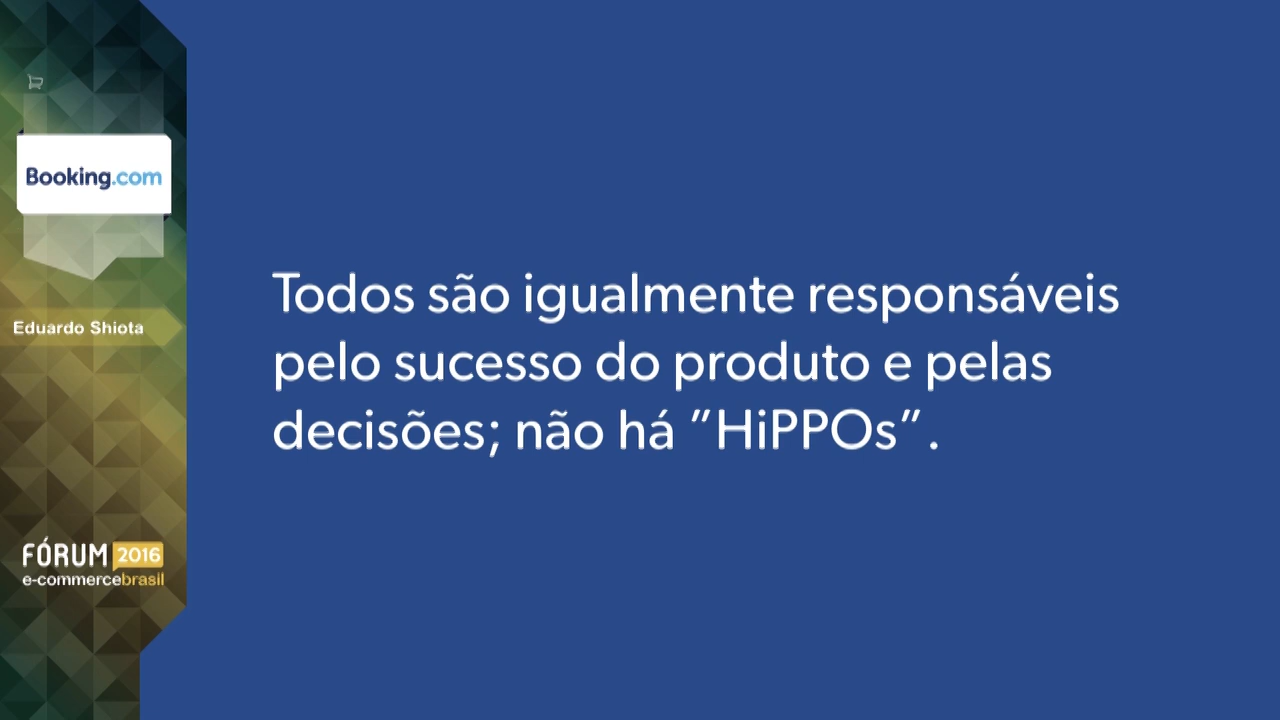 Booking.com
Eduardo Shiota
FÓRUM 2016
e-commercebrasil
Todos são igualmente responsáveis
pelo sucesso do produto e pelas
decisões; não há ”HiPPOs”.